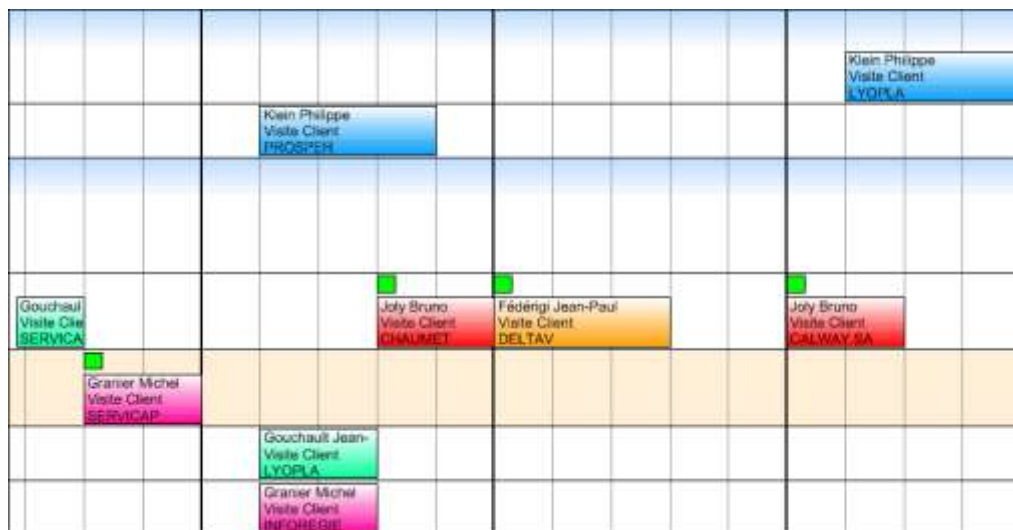 Klein Philippe
Visite Client
LYOPLA
Klein Philippe
Visite Client
PROSPER
Gouchaul
Visite Clie
SERVICA
Joly Bruno
Visite Client
CHAUMET
Fédérigi Jean-Paul
Visite Client
DELTAV
Joly Bruno
Visite Client
CALWAY SA
Granier Michel
Visite Client
SERVICAP
Gouchault Jean-
Visite Client
LYOPLA
Granier Michel
Visite Client
INFOREGIE